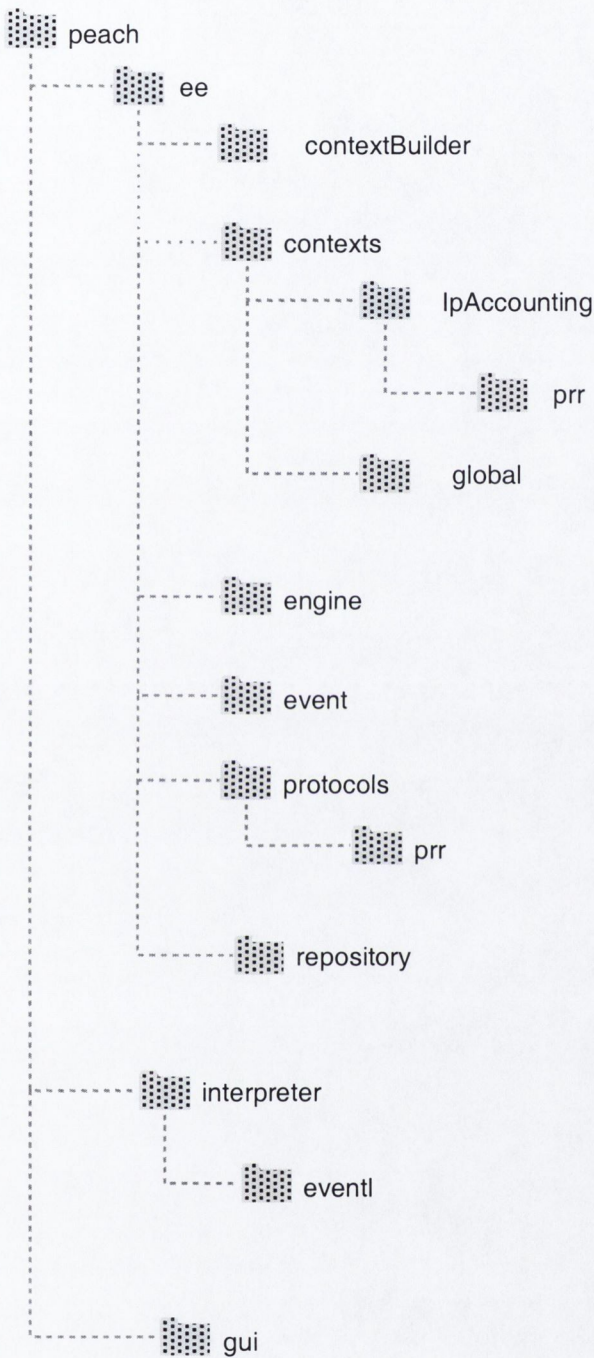 peach
ee
contextBuilder
contexts
IpAccounting
prr
global
engine
event
protocols
prr
repository
interpreter
eventl
gui